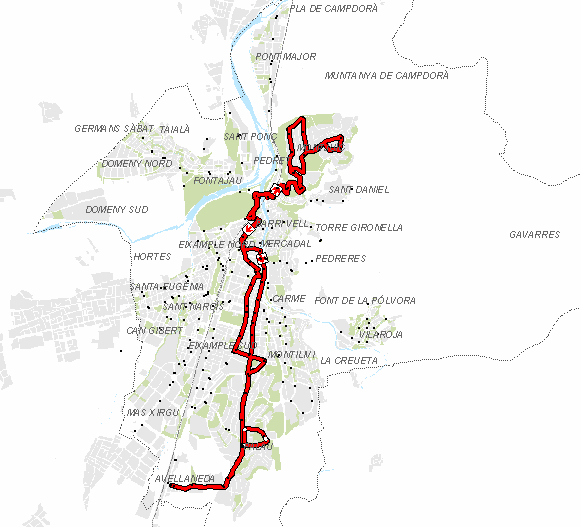 PLA DE CAMPDORÀ
PONT MAJOR
MUNTANYA DE CAMPDORÀ
GERMANS SÀBAT
TAIALÀ
SANT PONÇ
DOMENY NORD
PEDRET
FONTAJAU
SANT DANIEL
DOMENY SUD
BARRI VELL
TORRE GIRONELLA
GAVARRES
EIXAMPLE NORD
MERCADAL
HORTES
PEDRERES
SANTA EUGÈNIA
CARME
FONT DE LA PÓLVORA
SANT NARCÍS
CAN GIBERT
VILAROJA
EIXAMPLE SUD
MONTILIVI
LA CREUETA
MAS XIRGU
AVELLANEDA